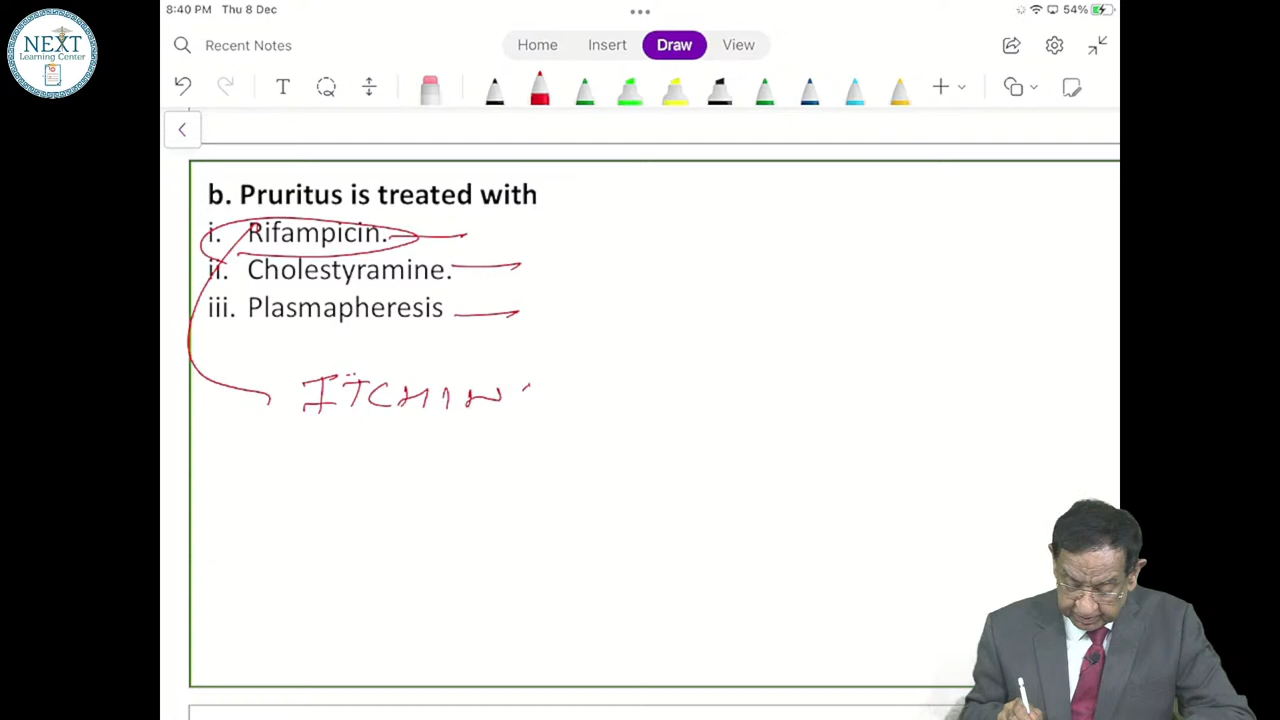 8:40 PM Thu 8 Dec
54%
NEXT
Learning Center
Recent Notes
Home Insert Draw View
T
b. Pruritus is treated with
i. Rifampicin.
ii. Cholestyramine.
iii. Plasmapheresis
ITCHIN